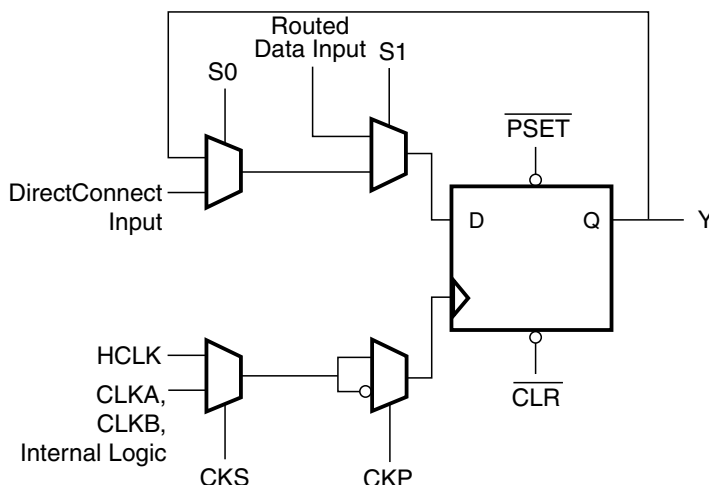 Routed
Data Input
S1
S0
PSET
DirectConnect
Input
D
Q
Y
HCLK
CLKA,
CLKB,
Internal Logic
CLR
CKS
CKP